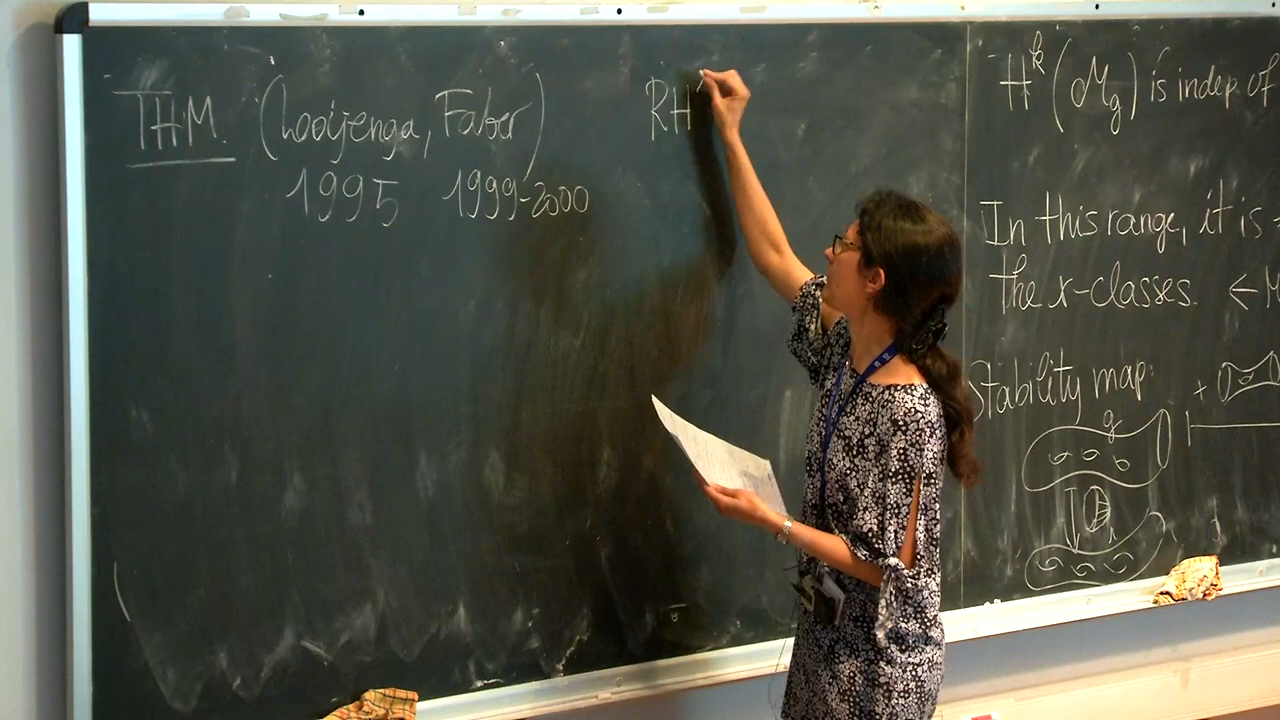 THM. (Looijenga, Faber)
1995 1999-2000
RH
H^k (M_g) is indep. of
In this range, it is
the κ-classes. ←
Stability map:
+
g